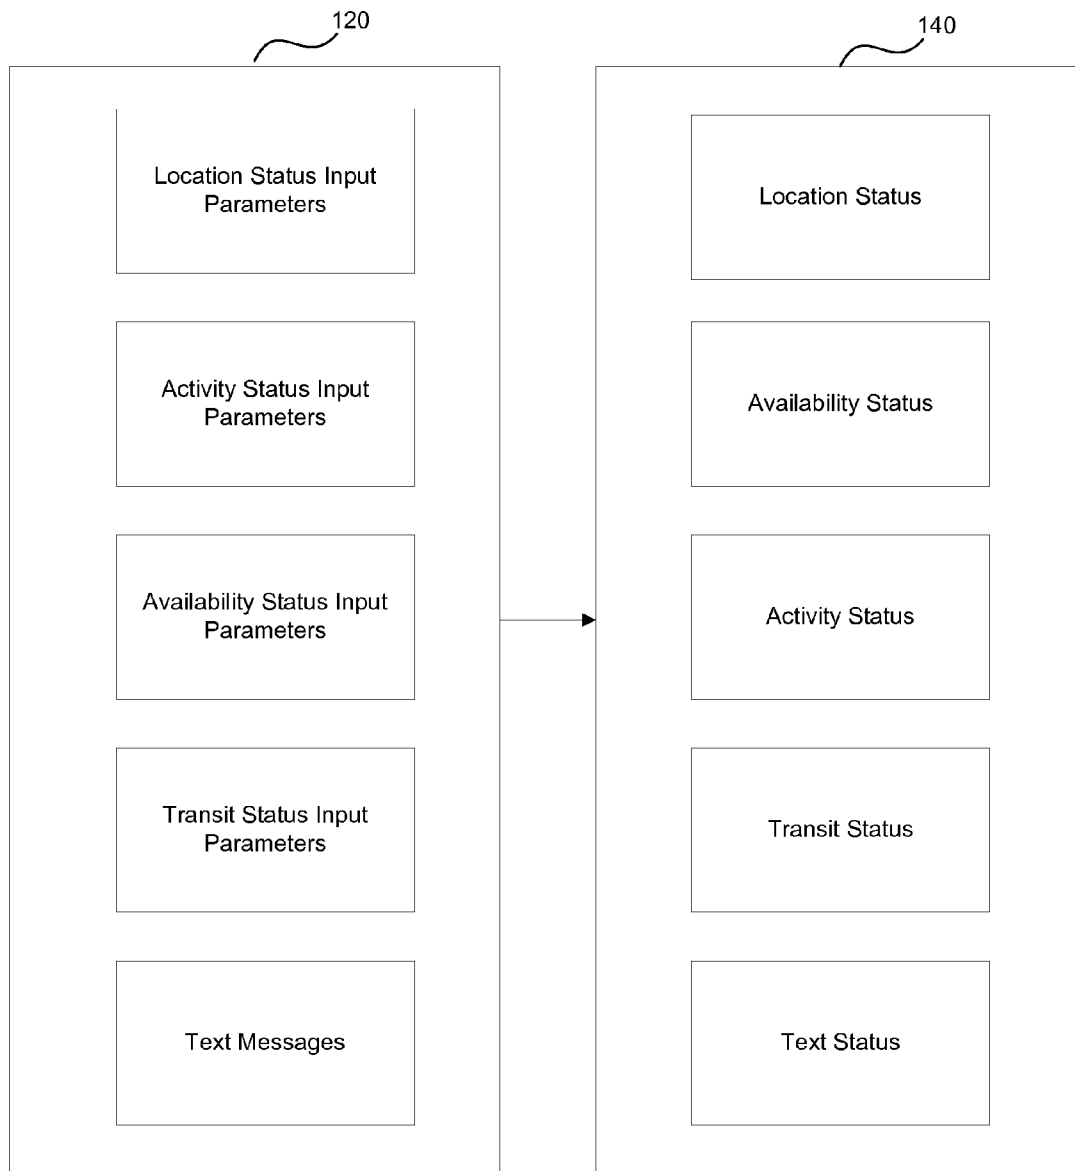 120
140
Location Status Input
Parameters
Activity Status Input
Parameters
Availability Status Input
Parameters
Transit Status Input
Parameters
Text Messages
Location Status
Availability Status
Activity Status
Transit Status
Text Status